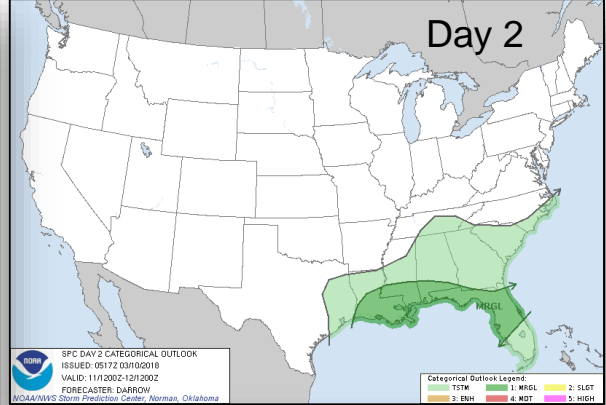 Day 2
MRGL
NOAA
SPC DAY 2 CATEGORICAL OUTLOOK
ISSUED: 0517Z 03/10/2018
VALID: 11/1200Z-12/1200Z
FORECASTER: DARROW
NOAA/NWS Storm Prediction Center, Norman, Oklahoma
Categorical Outlook Legend:
TSTM 1: MRGL 2: SLGT
3: ENH 4: MDT 5: HIGH